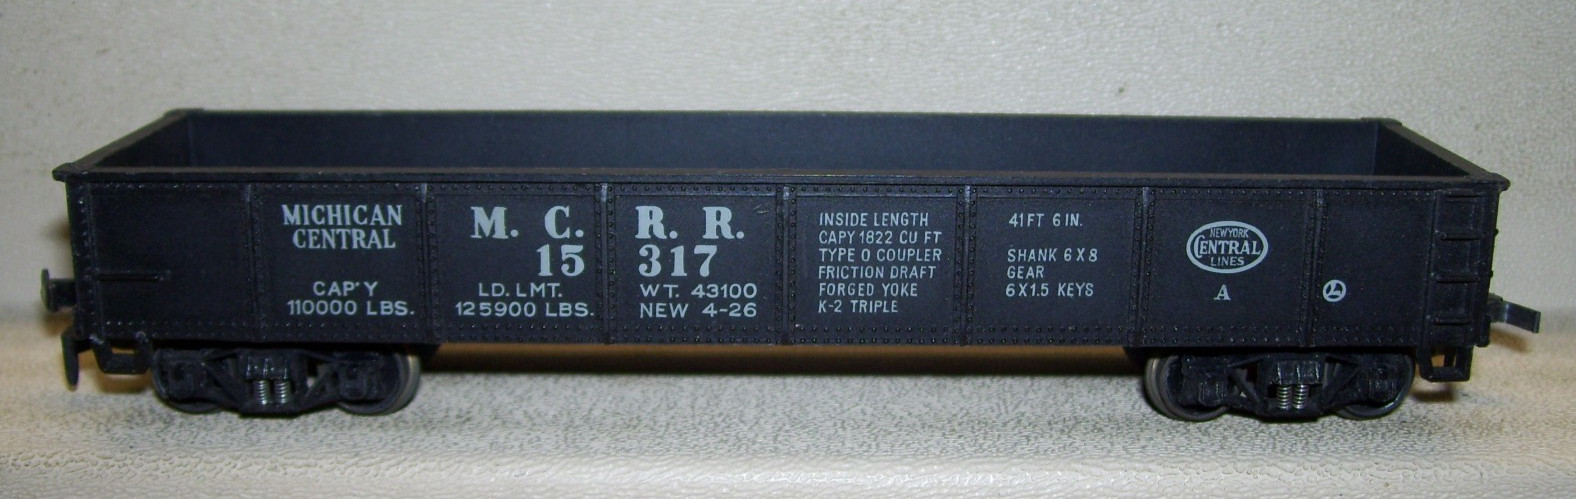 MICHICAN
CENTRAL
CAP'Y
110000 LBS.
M. C. R. R.
15 317
LD. LMT. WT. 43100
125900 LBS. NEW 4-26
INSIDE LENGTH 41 FT 6 IN.
CAPY 1822 CU FT
TYPE O COUPLER SHANK 6 X 8
FRICTION DRAFT GEAR
FORGED YOKE 6 X 1.5 KEYS
K-2 TRIPLE
NEW YORK
CENTRAL
LINES
A